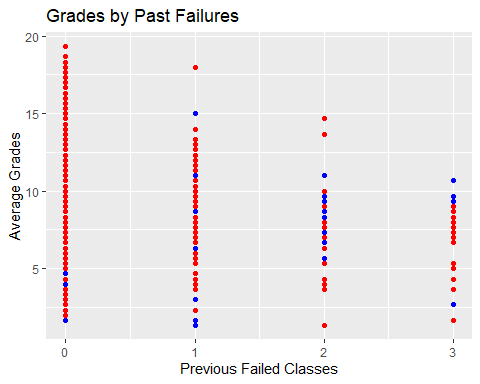 Grades by Past Failures
20
15
10
5
Average Grades
0 1 2 3
Previous Failed Classes